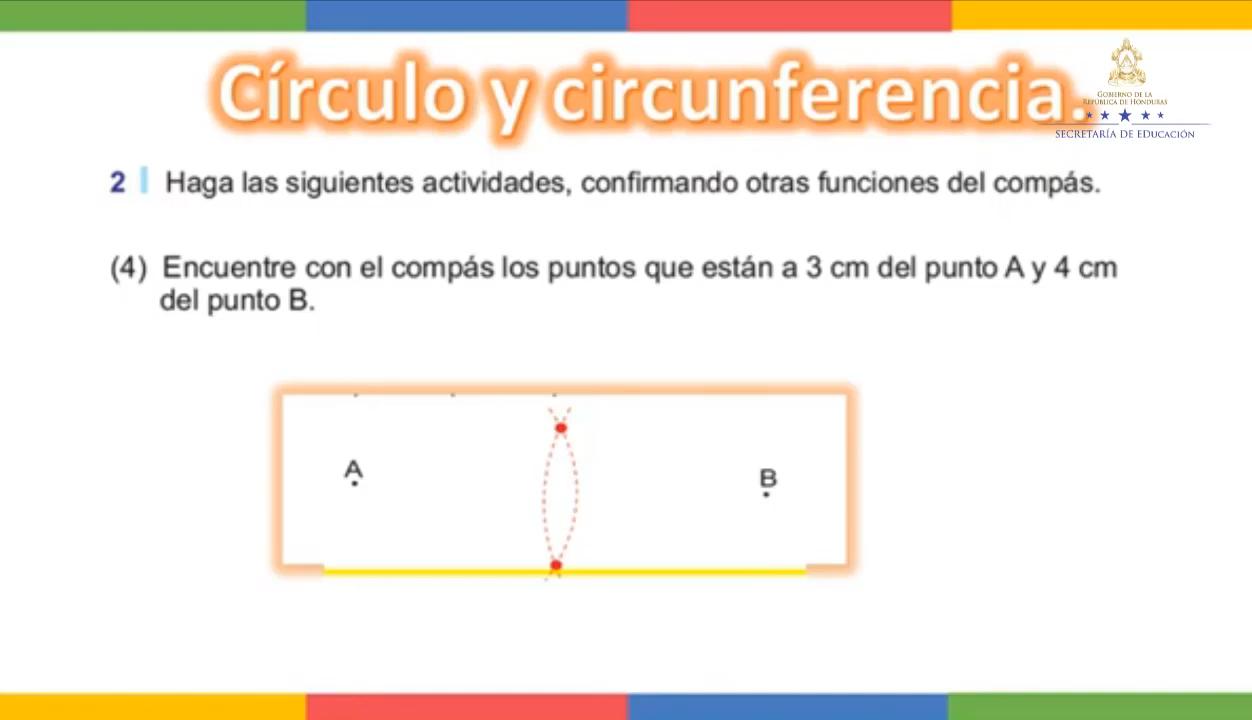 Círculo y circunferencia.
GOBIERNO DE LA
REPÚBLICA DE HONDURAS
SECRETARÍA DE EDUCACIÓN
2 Haga las siguientes actividades, confirmando otras funciones del compás.
(4) Encuentre con el compás los puntos que están a 3 cm del punto A y 4 cm
del punto B.
A
B